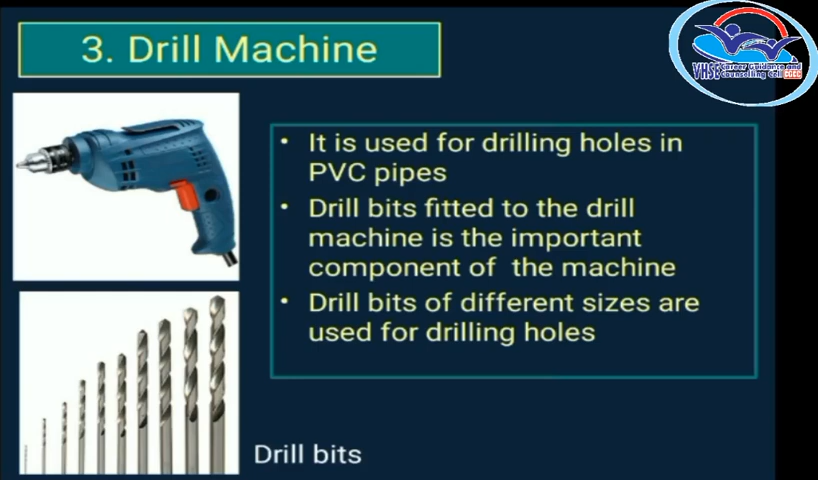 3. Drill Machine
VHSE Career Guidance and
Counselling Cell CGCC
• It is used for drilling holes in
PVC pipes
• Drill bits fitted to the drill
machine is the important
component of the machine
• Drill bits of different sizes are
used for drilling holes
Drill bits